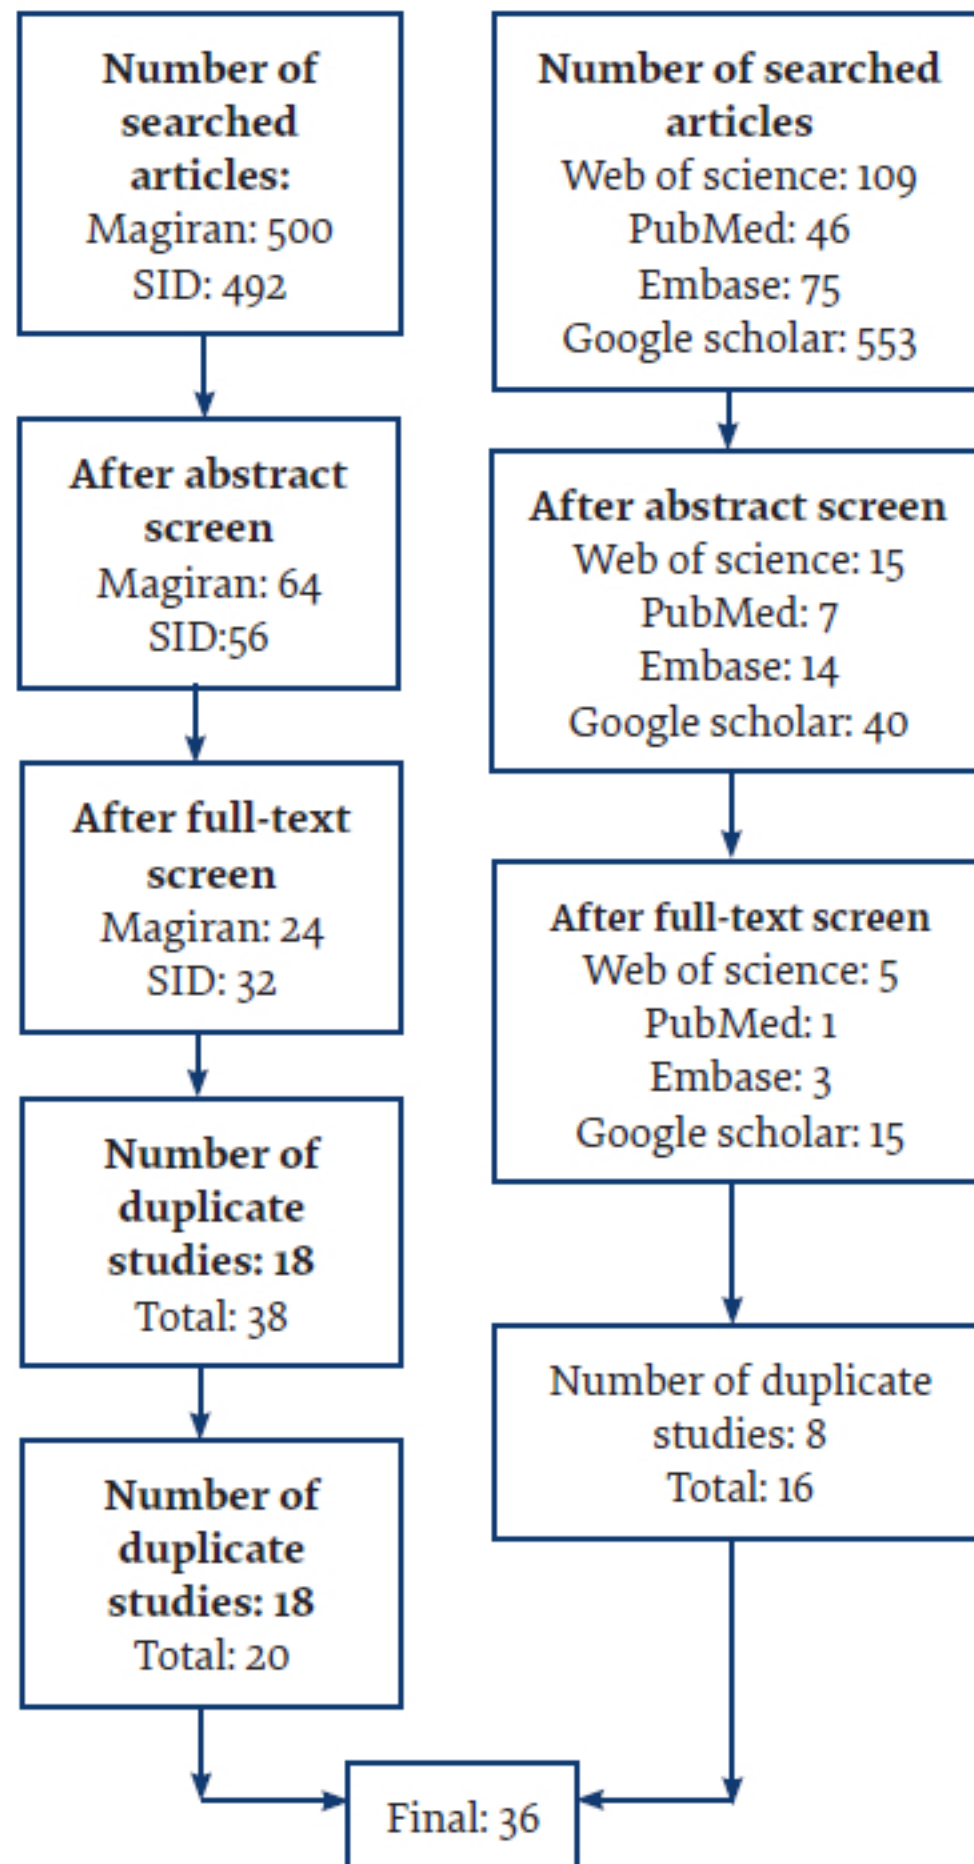 Number of
searched
articles:
Magiran: 500
SID: 492
After abstract
screen
Magiran: 64
SID:56
After full-text
screen
Magiran: 24
SID: 32
Number of
duplicate
studies: 18
Total: 38
Number of
duplicate
studies: 18
Total: 20
Number of searched
articles
Web of science: 109
PubMed: 46
Embase: 75
Google scholar: 553
After abstract screen
Web of science: 15
PubMed: 7
Embase: 14
Google scholar: 40
After full-text screen
Web of science: 5
PubMed: 1
Embase: 3
Google scholar: 15
Number of duplicate
studies: 8
Total: 16
Final: 36